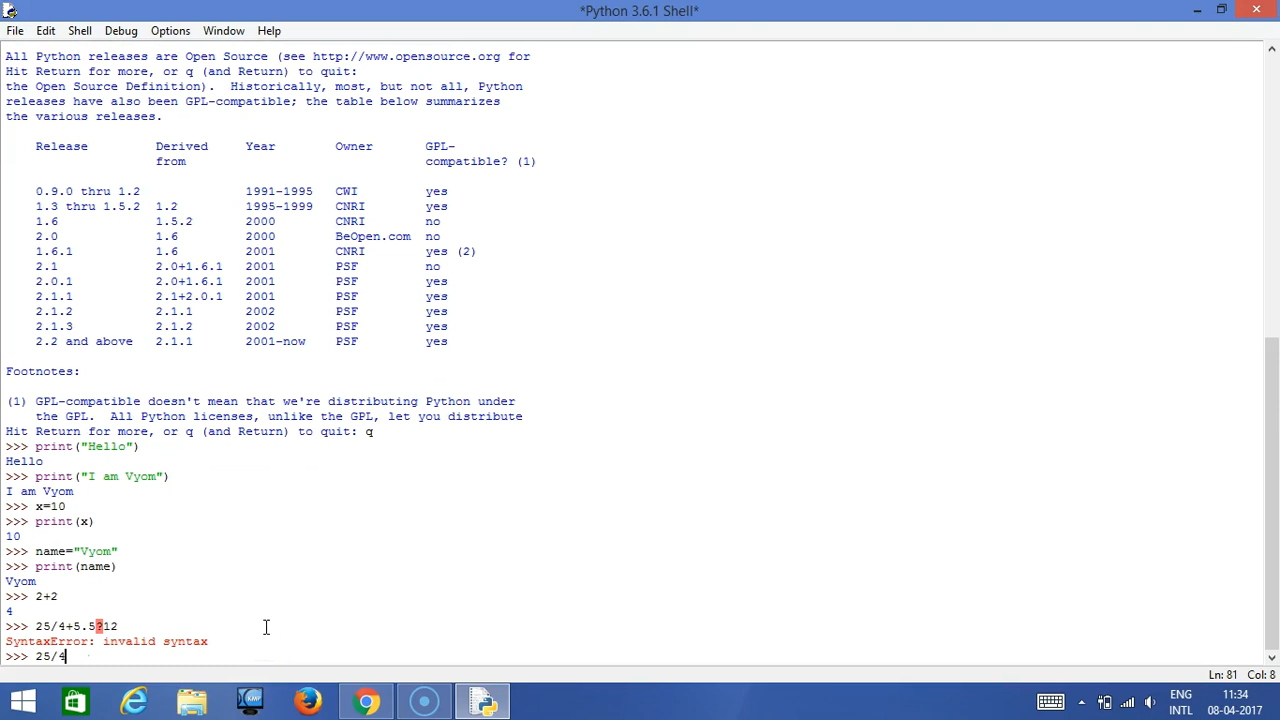 *Python 3.6.1 Shell*
File Edit Shell Debug Options Window Help
All Python releases are Open Source (see http://www.opensource.org for
Hit Return for more, or q (and Return) to quit:
the Open Source Definition).  Historically, most, but not all, Python
releases have also been GPL-compatible; the table below summarizes
the various releases.
Release Derived Year Owner GPL-
from compatible? (1)
0.9.0 thru 1.2 1991-1995 CWI yes
1.3 thru 1.5.2 1.2 1995-1999 CNRI yes
1.6 1.5.2 2000 CNRI no
2.0 1.6 2000 BeOpen.com no
1.6.1 1.6 2001 CNRI yes (2)
2.1 2.0+1.6.1 2001 PSF no
2.0.1 2.0+1.6.1 2001 PSF yes
2.1.1 2.1+2.0.1 2001 PSF yes
2.1.2 2.1.1 2002 PSF yes
2.1.3 2.1.2 2002 PSF yes
2.2 and above 2.1.1 2001-now PSF yes
Footnotes:
(1) GPL-compatible doesn't mean that we're distributing Python under
the GPL.  All Python licenses, unlike the GPL, let you distribute
Hit Return for more, or q (and Return) to quit: q
>>> print("Hello")
Hello
>>> print("I am Vyom")
I am Vyom
>>> x=10
>>> print(x)
10
>>> name="Vyom"
>>> print(name)
Vyom
>>> 2+2
4
>>> 25/4+5.5?12
SyntaxError: invalid syntax
>>> 25/4
Ln: 81 Col: 8
KMP
ENG 11:34
INTL 08-04-2017